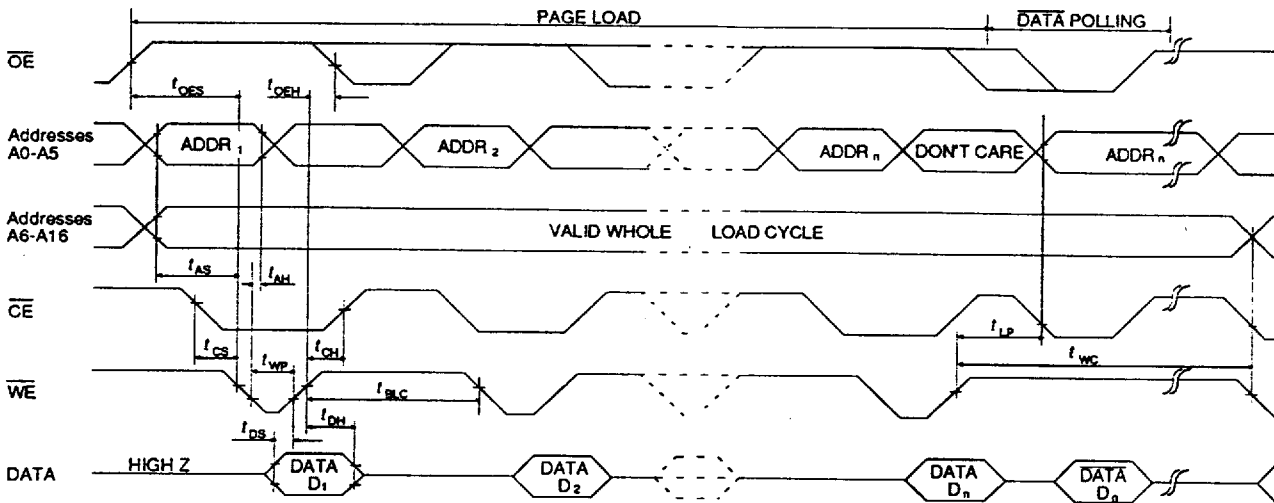 PAGE LOAD
DATA POLLING
OE
tOES
tOEH
Addresses
A0-A5
ADDR 1
ADDR 2
ADDR n
DON'T CARE
ADDR n
Addresses
A6-A16
VALID WHOLE LOAD CYCLE
tAS
tAH
CE
tCS
tWP
tCH
tLP
tWC
WE
tBLC
tDS
tDH
DATA
HIGH Z
DATA
D1
DATA
D2
DATA
Dn
DATA
Dn